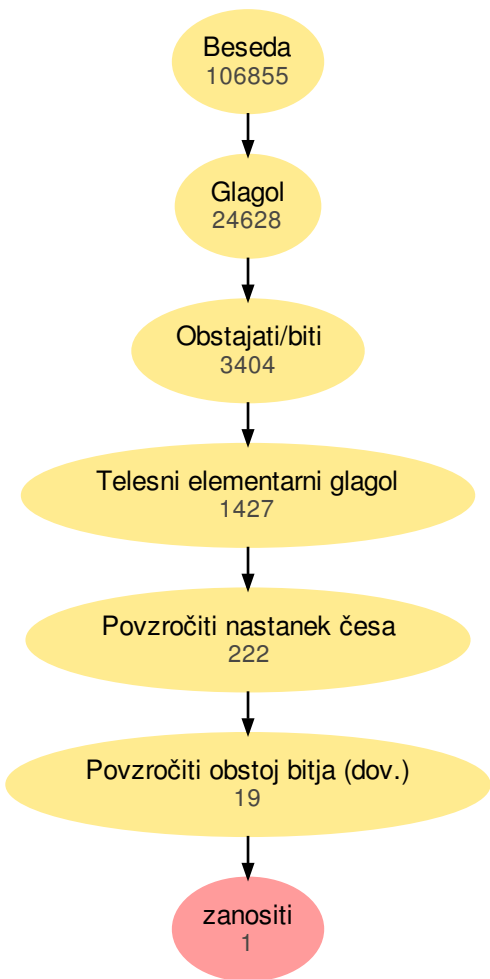 Beseda
106855
Glagol
24628
Obstajati/biti
3404
Telesni elementarni glagol
1427
Povzročiti nastanek česa
222
Povzročiti obstoj bitja (dov.)
19
zanositi
1